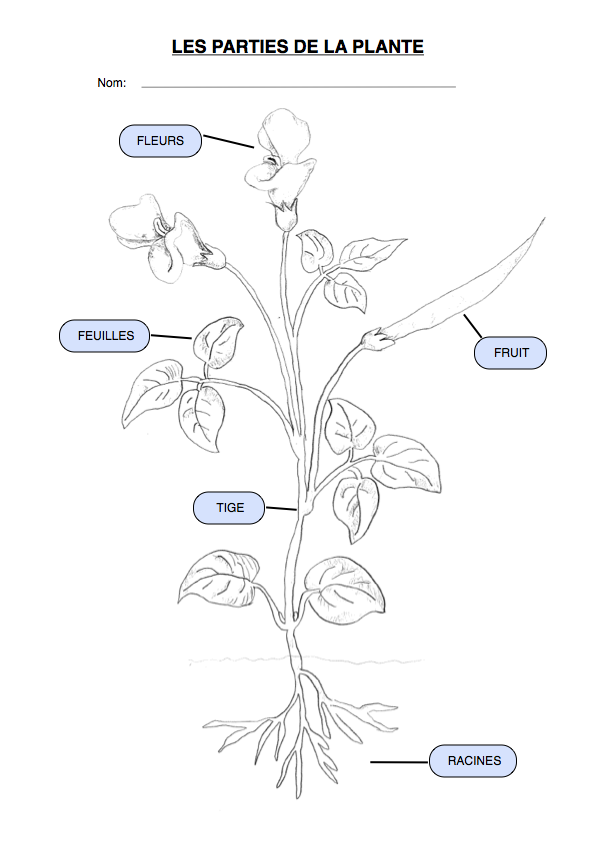 LES PARTIES DE LA PLANTE
Nom:
FLEURS
FEUILLES
FRUIT
TIGE
RACINES